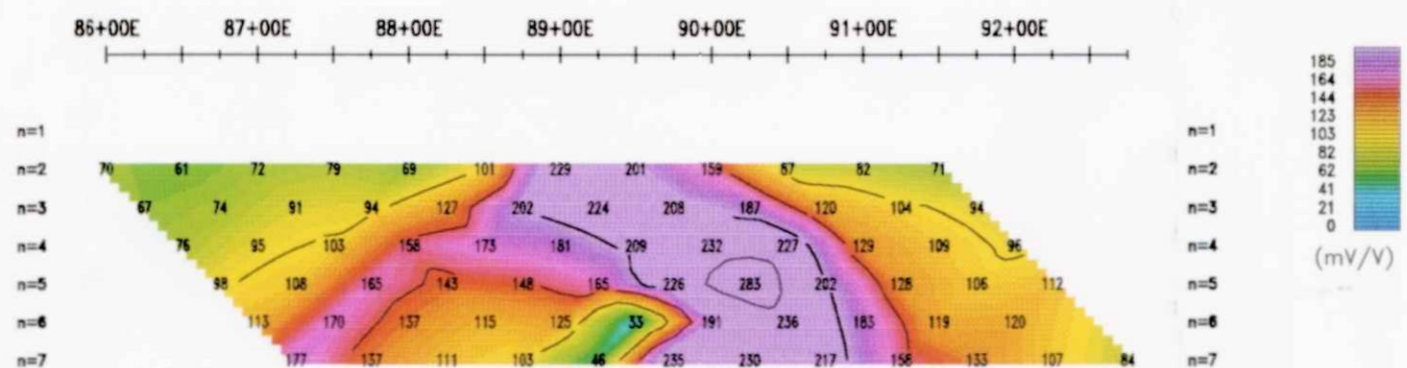 86+00E 87+00E 88+00E 89+00E 90+00E 91+00E 92+00E
185
164
144
123
103
82
62
41
21
0
(mV/V)
n=1 n=1
n=2 70 61 72 79 69 101 229 201 159 87 82 71 n=2
n=3 67 74 91 94 127 202 224 208 187 120 104 94 n=3
n=4 76 95 103 158 173 181 209 232 227 129 109 96 n=4
n=5 98 108 165 143 148 165 226 283 202 128 106 112 n=5
n=6 113 170 137 115 125 33 191 236 183 119 120 n=6
n=7 177 137 111 103 46 235 230 217 158 133 107 84 n=7